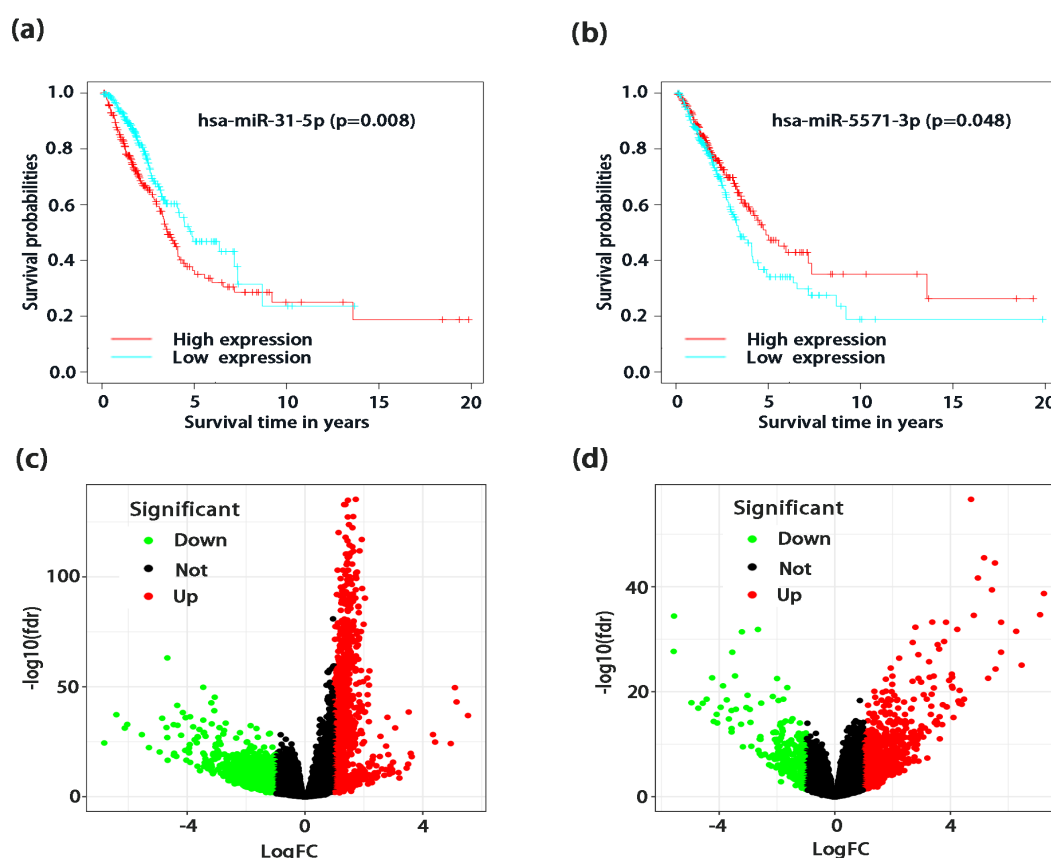 (a)
hsa-miR-31-5p (p=0.008)
Survival probabilities
1.0
0.8
0.6
0.4
0.2
0.0
High expression
Low expression
0 5 10 15 20
Survival time in years
(b)
hsa-miR-5571-3p (p=0.048)
Survival probabilities
1.0
0.8
0.6
0.4
0.2
0.0
High expression
Low expression
0 5 10 15 20
Survival time in years
(c)
Significant
Down
Not
Up
-log10(fdr)
100
50
0
-4 0 4
LogFC
(d)
Significant
Down
Not
Up
-log10(fdr)
40
20
0
-4 0 4
LogFC